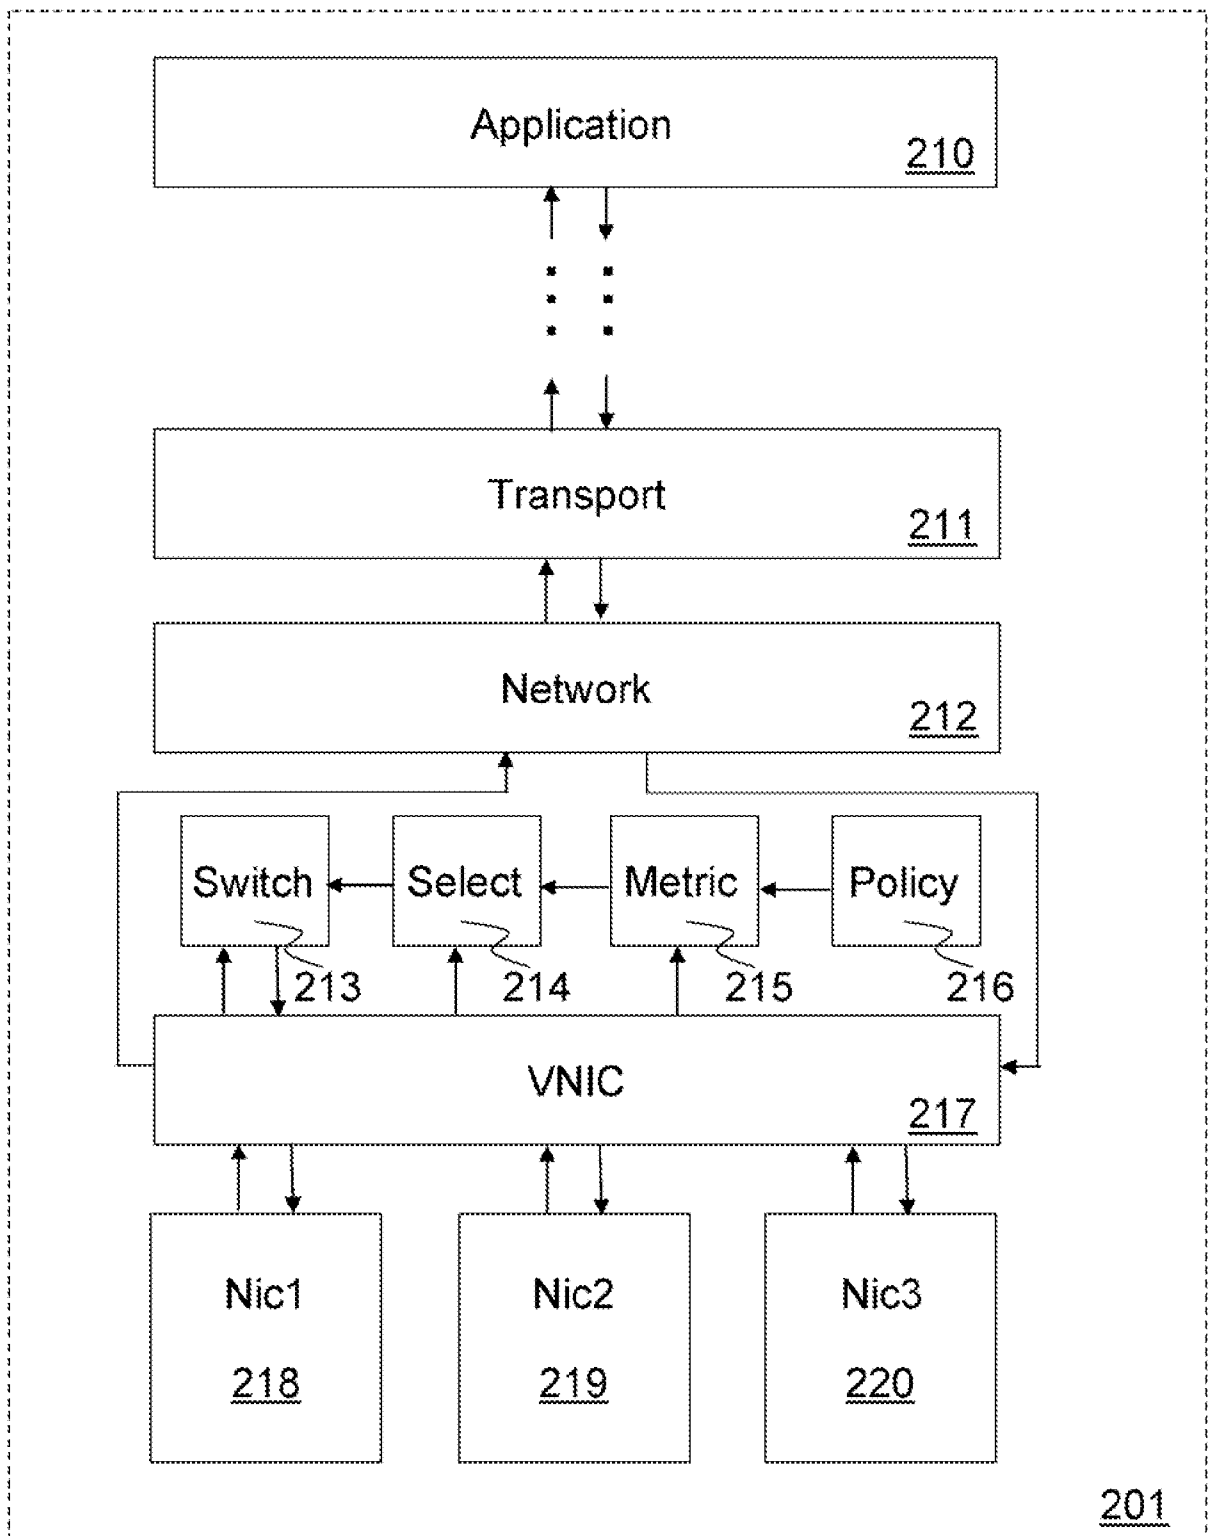 Application
210
Transport
211
Network
212
Switch
Select
Metric
Policy
213
214
215
216
VNIC
217
Nic1
218
Nic2
219
Nic3
220
201